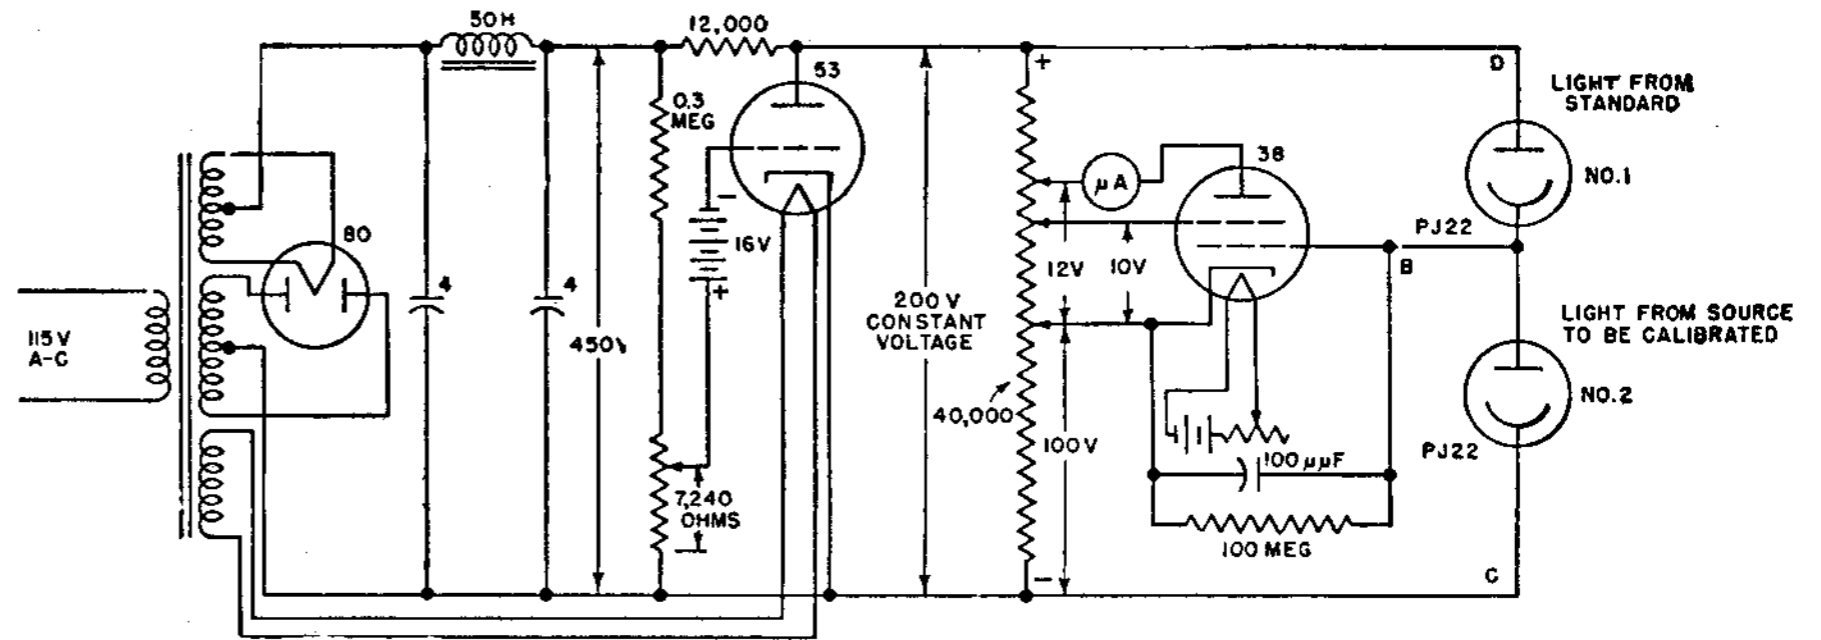 50H
12,000
53
+
D
LIGHT FROM
STANDARD
0.3
MEG
38
µA
NO.1
−
PJ22
80
16V
12V
10V
B
+
4
4
200 V
CONSTANT
VOLTAGE
LIGHT FROM SOURCE
TO BE CALIBRATED
115V
A-C
450V
NO.2
40,000
100V
PJ22
100µµF
7,240
OHMS
100 MEG
−
C